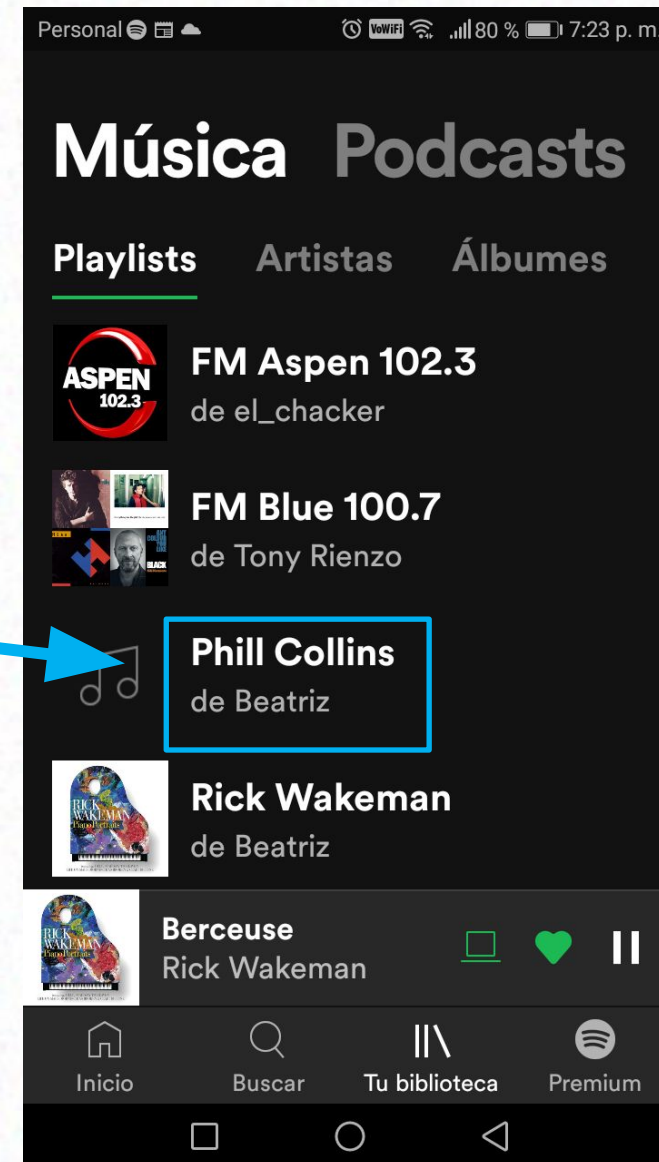 Personal
VoWiFi 80 % 7:23 p. m.
Música Podcasts
Playlists Artistas Álbumes
ASPEN
102.3
FM Aspen 102.3
de el_chacker
FM Blue 100.7
de Tony Rienzo
BLACK
Phill Collins
de Beatriz
RICK
WAKEMAN
Piano Portraits
Rick Wakeman
de Beatriz
RICK
WAKEMAN
Piano Portraits
Berceuse
Rick Wakeman
Inicio Buscar Tu biblioteca Premium